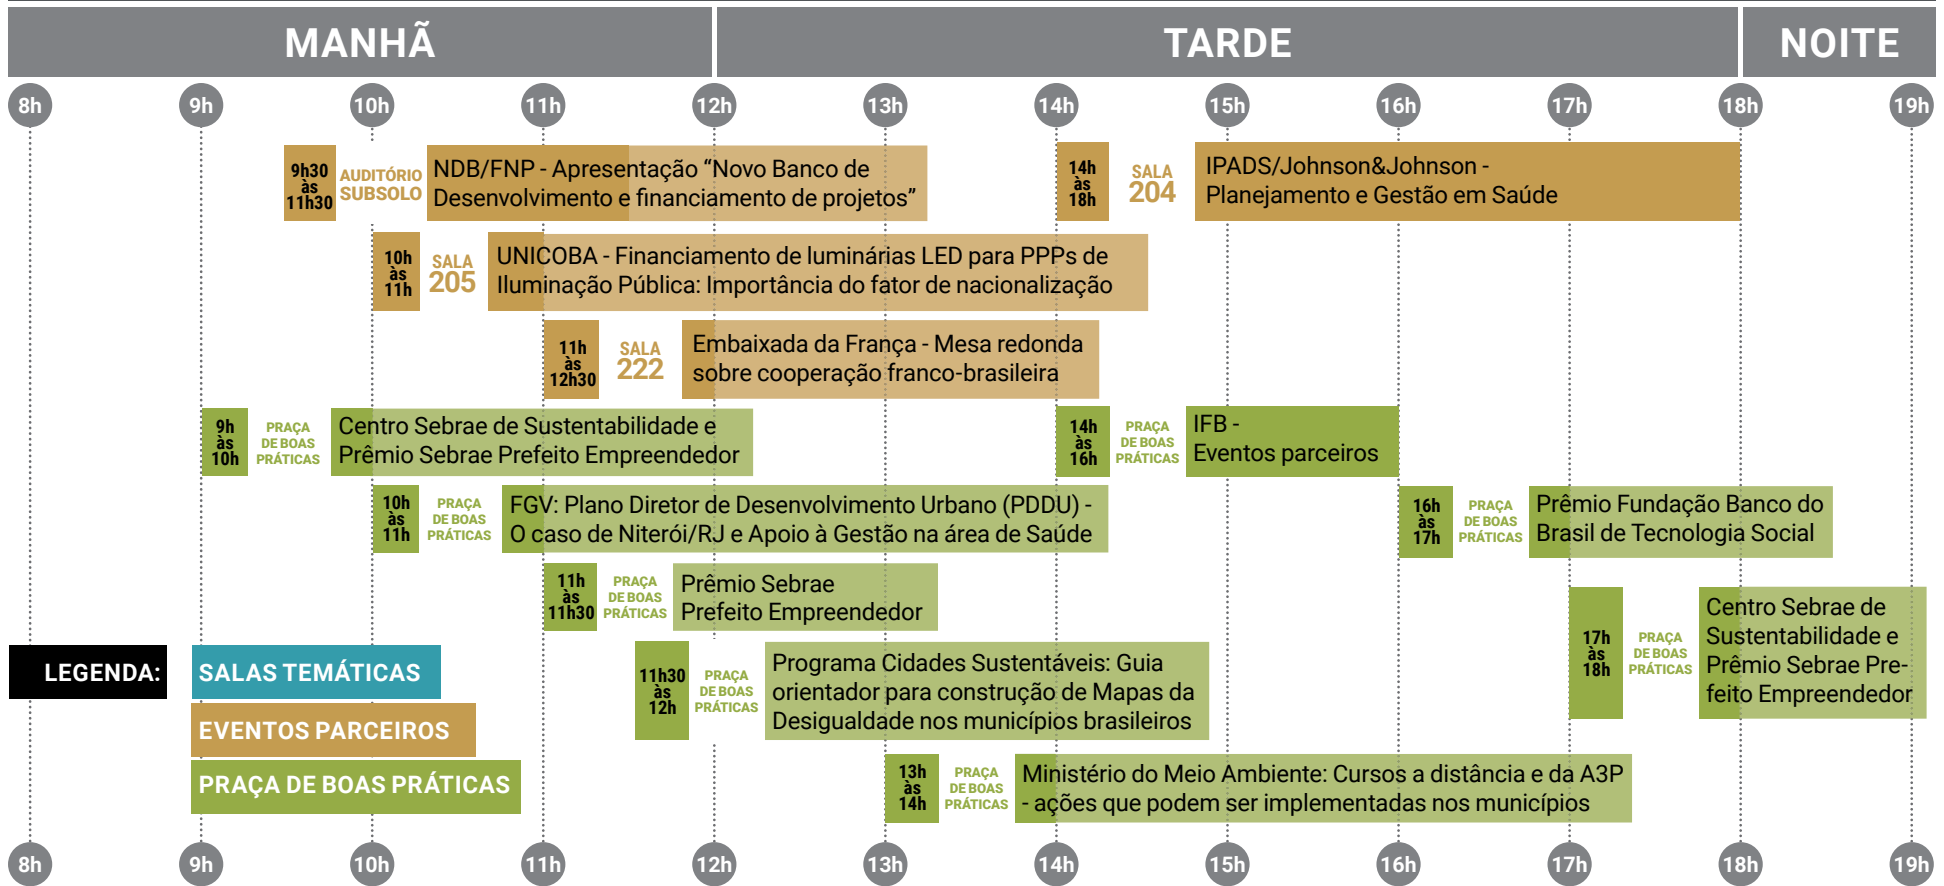 MANHÃ
TARDE
NOITE
8h
9h
10h
11h
12h
13h
14h
15h
16h
17h
18h
19h
9h30
às
11h30
AUDITÓRIO
SUBSOLO
NDB/FNP - Apresentação “Novo Banco de
Desenvolvimento e financiamento de projetos”
14h
às
18h
SALA
204
IPADS/Johnson&Johnson -
Planejamento e Gestão em Saúde
10h
às
11h
SALA
205
UNICOBA - Financiamento de luminárias LED para PPPs de
Iluminação Pública: Importância do fator de nacionalização
11h
às
12h30
SALA
222
Embaixada da França - Mesa redonda
sobre cooperação franco-brasileira
9h
às
10h
PRAÇA
DE BOAS
PRÁTICAS
Centro Sebrae de Sustentabilidade e
Prêmio Sebrae Prefeito Empreendedor
14h
às
16h
PRAÇA
DE BOAS
PRÁTICAS
IFB -
Eventos parceiros
10h
às
11h
PRAÇA
DE BOAS
PRÁTICAS
FGV: Plano Diretor de Desenvolvimento Urbano (PDDU) -
O caso de Niterói/RJ e Apoio à Gestão na área de Saúde
16h
às
17h
PRAÇA
DE BOAS
PRÁTICAS
Prêmio Fundação Banco do
Brasil de Tecnologia Social
11h
às
11h30
PRAÇA
DE BOAS
PRÁTICAS
Prêmio Sebrae
Prefeito Empreendedor
17h
às
18h
PRAÇA
DE BOAS
PRÁTICAS
Centro Sebrae de
Sustentabilidade e
Prêmio Sebrae Pre-
feito Empreendedor
11h30
às
12h
PRAÇA
DE BOAS
PRÁTICAS
Programa Cidades Sustentáveis: Guia
orientador para construção de Mapas da
Desigualdade nos municípios brasileiros
13h
às
14h
PRAÇA
DE BOAS
PRÁTICAS
Ministério do Meio Ambiente: Cursos a distância e da A3P
- ações que podem ser implementadas nos municípios
LEGENDA:
SALAS TEMÁTICAS
EVENTOS PARCEIROS
PRAÇA DE BOAS PRÁTICAS
8h
9h
10h
11h
12h
13h
14h
15h
16h
17h
18h
19h